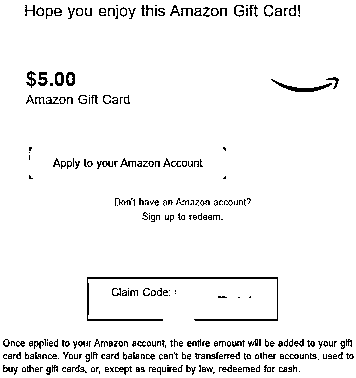 Hope you enjoy this Amazon Gift Card!
$5.00
Amazon Gift Card
Apply to your Amazon Account
Don't have an Amazon account?
Sign up to redeem.
Claim Code:
Once applied to your Amazon account, the entire amount will be added to your gift
card balance. Your gift card balance can't be transferred to other accounts, used to
buy other gift cards, or, except as required by law, redeemed for cash.